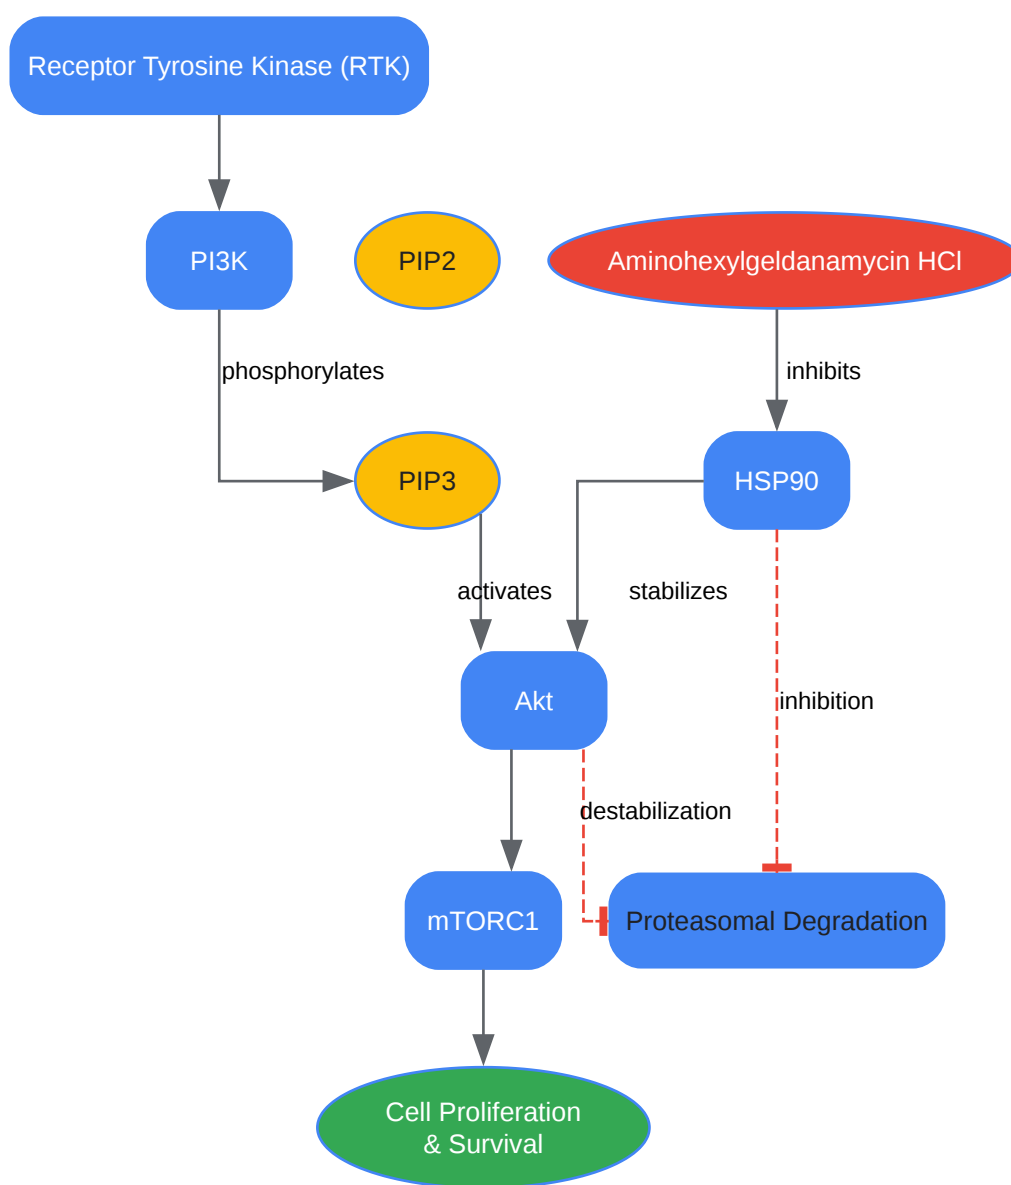 Receptor Tyrosine Kinase (RTK)
PI3K
PIP2
Aminohexylgeldanamycin HCl
phosphorylates
inhibits
PIP3
HSP90
activates
stabilizes
Akt
inhibition
destabilization
mTORC1
Proteasomal Degradation
Cell Proliferation
& Survival